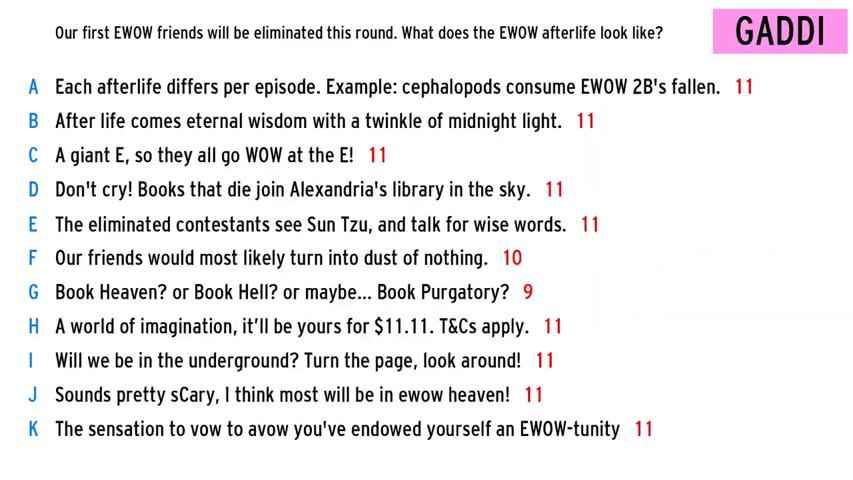 Our first EWOW friends will be eliminated this round. What does the EWOW afterlife look like?
GADDI
A Each afterlife differs per episode. Example: cephalopods consume EWOW 2B's fallen. 11
B After life comes eternal wisdom with a twinkle of midnight light. 11
C A giant E, so they all go WOW at the E! 11
D Don't cry! Books that die join Alexandria's library in the sky. 11
E The eliminated contestants see Sun Tzu, and talk for wise words. 11
F Our friends would most likely turn into dust of nothing. 10
G Book Heaven? or Book Hell? or maybe... Book Purgatory? 9
H A world of imagination, it’ll be yours for $11.11. T&Cs apply. 11
I Will we be in the underground? Turn the page, look around! 11
J Sounds pretty sCary, I think most will be in ewow heaven! 11
K The sensation to vow to avow you've endowed yourself an EWOW-tunity 11